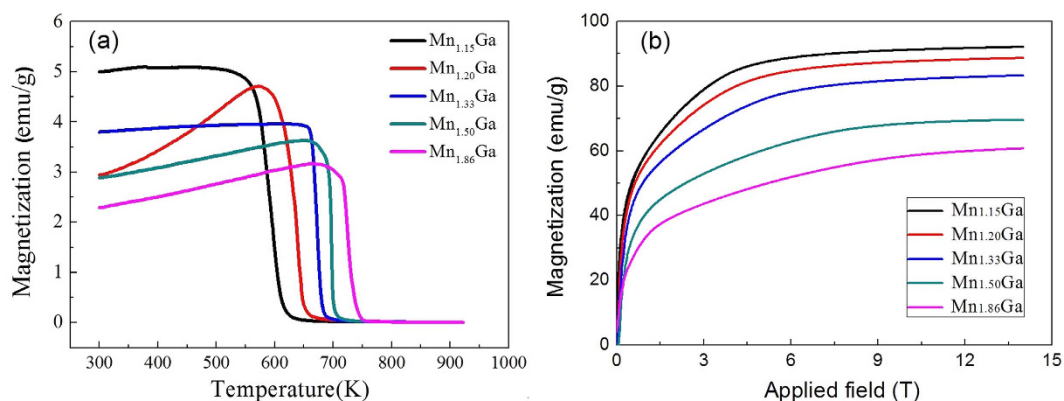 (a)
Mn₁.₁₅Ga
Mn₁.₂₀Ga
Mn₁.₃₃Ga
Mn₁.₅₀Ga
Mn₁.₈₆Ga
Magnetization (emu/g)
6
5
4
3
2
1
0
300 400 500 600 700 800 900 1000
Temperature(K)
(b)
Magnetization (emu/g)
100
80
60
40
20
0
Mn₁.₁₅Ga
Mn₁.₂₀Ga
Mn₁.₃₃Ga
Mn₁.₅₀Ga
Mn₁.₈₆Ga
0 3 6 9 12 15
Applied field (T)